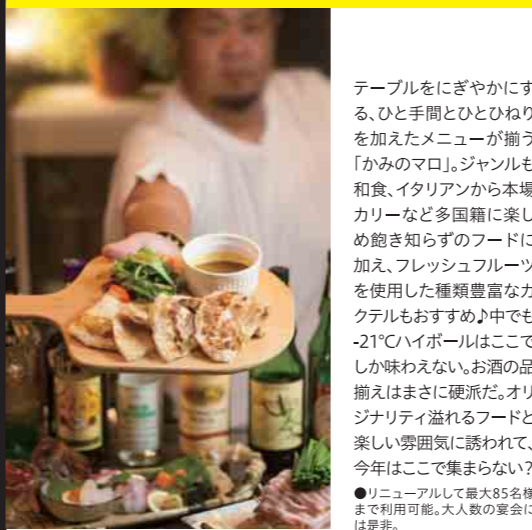 テーブルをにぎやかにす
る、ひと手間とひとひねり
を加えたメニューが揃う
「かみのマロ」。ジャンルも
和食、イタリアンから本場
カリーなど多国籍に楽し
め飽き知らずのフードに
加え、フレッシュフルーツ
を使用した種類豊富なカ
クテルもおすすめ♪中でも
-21℃ハイボールはここで
しか味わえない。お酒の品
揃えはまさに硬派だ。オリ
ジナリティ溢れるフードと
楽しい雰囲気に誘われて、
今年はここで集まらない?
●リニューアルして最大85名様
まで利用可能。大人数の宴会に
は是非。